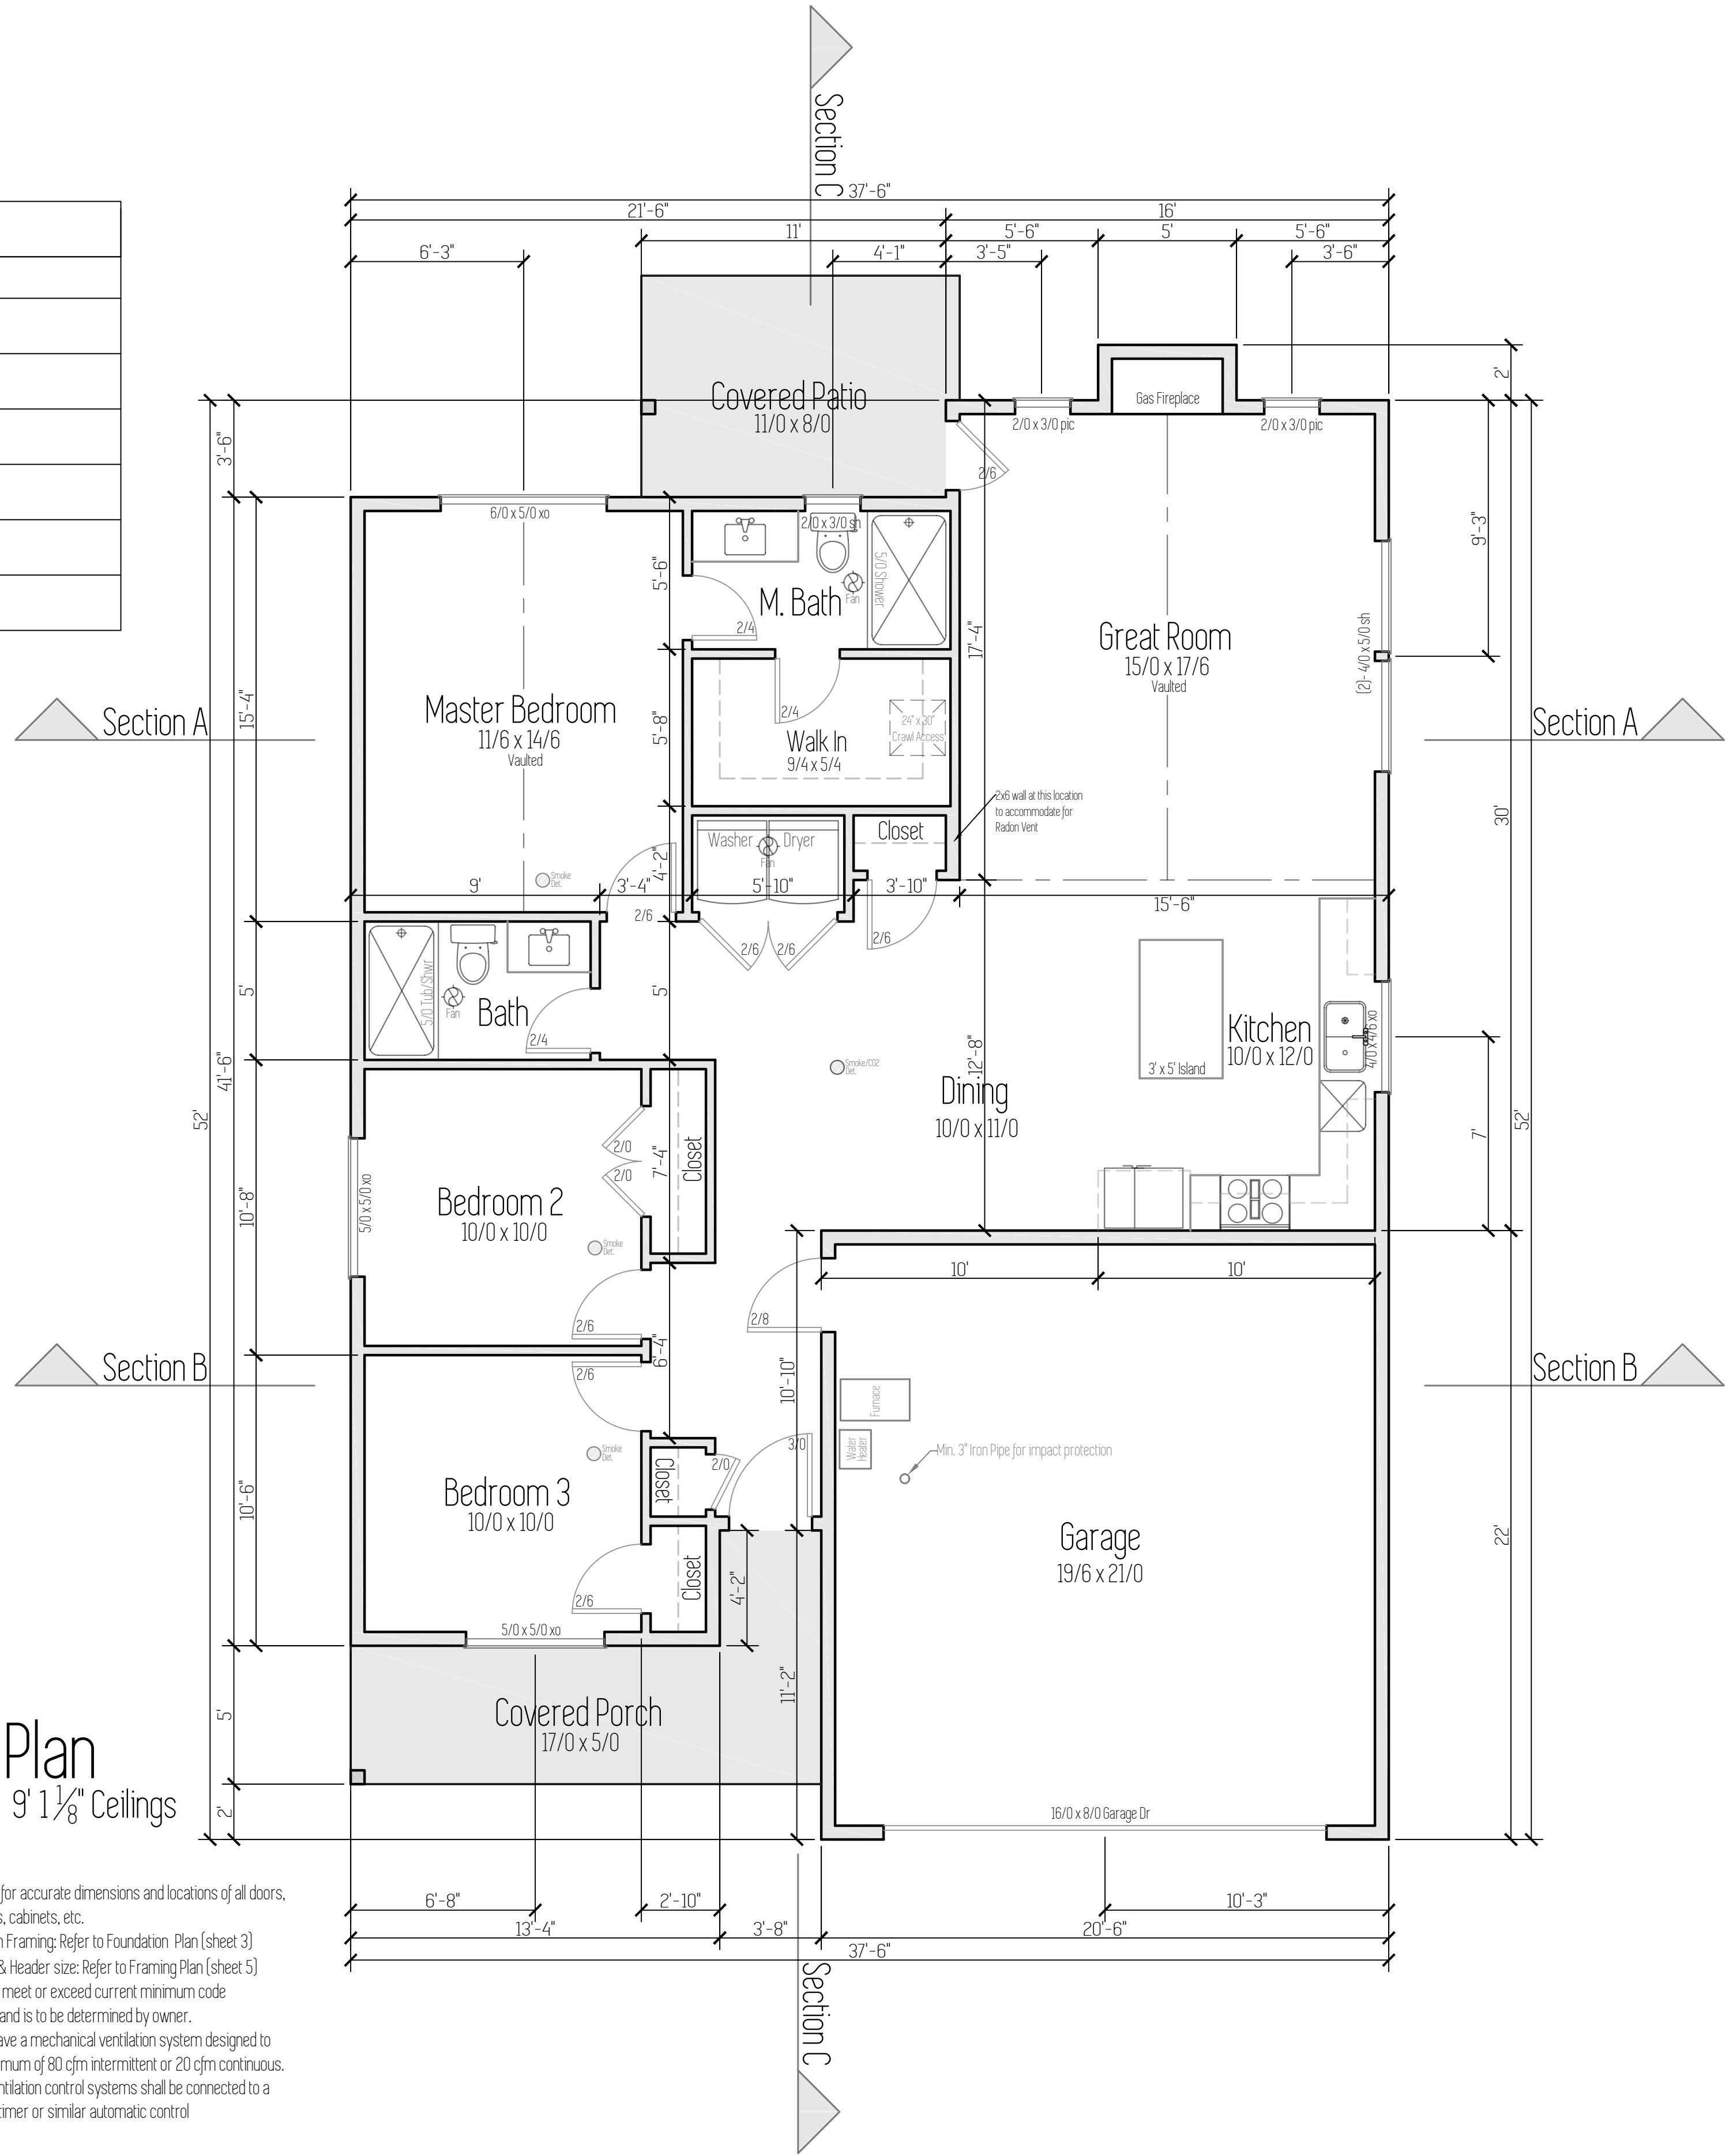 Section C
37'-6"
21'-6"
16'
11'
5'-6"
5'
5'-6"
6'-3"
4'-1"
3'-5"
3'-6"
2'
Covered Patio
11/0 x 8/0
Gas Fireplace
2/0 x 3/0 pic
2/0 x 3/0 pic
3'-6"
2/6
6/0 x 5/0 xo
2/0 x 3/0 sh
9'-3"
5'-6"
5/0 Shower
M. Bath
Fan
2/4
17'-4"
Great Room
15/0 x 17/6
Vaulted
(2)- 4/0 x 5/0 sh
Section A
15'-4"
Master Bedroom
11/6 x 14/6
Vaulted
5'-8"
2/4
Walk In
9/4 x 5/4
24" x 30"
Crawl Access
Section A
2x6 wall at this location
to accommodate for
Radon Vent
30'
Washer
Dryer
Fan
Closet
4'-2"
Smoke
Det.
9'
3'-4"
5'-10"
3'-10"
15'-6"
2/6
2/6
2/6
2/6
5'
5/0 Tub/Shwr
Fan
Bath
2/4
5'
Kitchen
10/0 x 12/0
4/0 x 4/6 xo
3' x 5' Island
Smoke/CO2
Det.
12'-8"
Dining
10/0 x 11/0
41'-6"
52'
52'
7'
2/0
2/0
7'-4"
Closet
5/0 x 5/0 xo
Bedroom 2
10/0 x 10/0
10'-8"
Smoke
Det.
2/6
10'
10'
2/8
6'-4"
Section B
Section B
2/6
10'-10"
Furnace
Water
Heater
Min. 3" Iron Pipe for impact protection
3/0
2/0
Closet
Smoke
Det.
Bedroom 3
10/0 x 10/0
10'-6"
Garage
19/6 x 21/0
22'
Closet
2/6
4'-2"
5/0 x 5/0 xo
11'-2"
Covered Porch
17/0 x 5/0
5'
2'
Plan
9' 1 1/8" Ceilings
16/0 x 8/0 Garage Dr
6'-8"
2'-10"
10'-3"
13'-4"
3'-8"
20'-6"
37'-6"
Section C
for accurate dimensions and locations of all doors,
s, cabinets, etc.
n Framing: Refer to Foundation Plan (sheet 3)
& Header size: Refer to Framing Plan (sheet 5)
meet or exceed current minimum code
and is to be determined by owner.
ave a mechanical ventilation system designed to
mum of 80 cfm intermittent or 20 cfm continuous.
ntilation control systems shall be connected to a
timer or similar automatic control